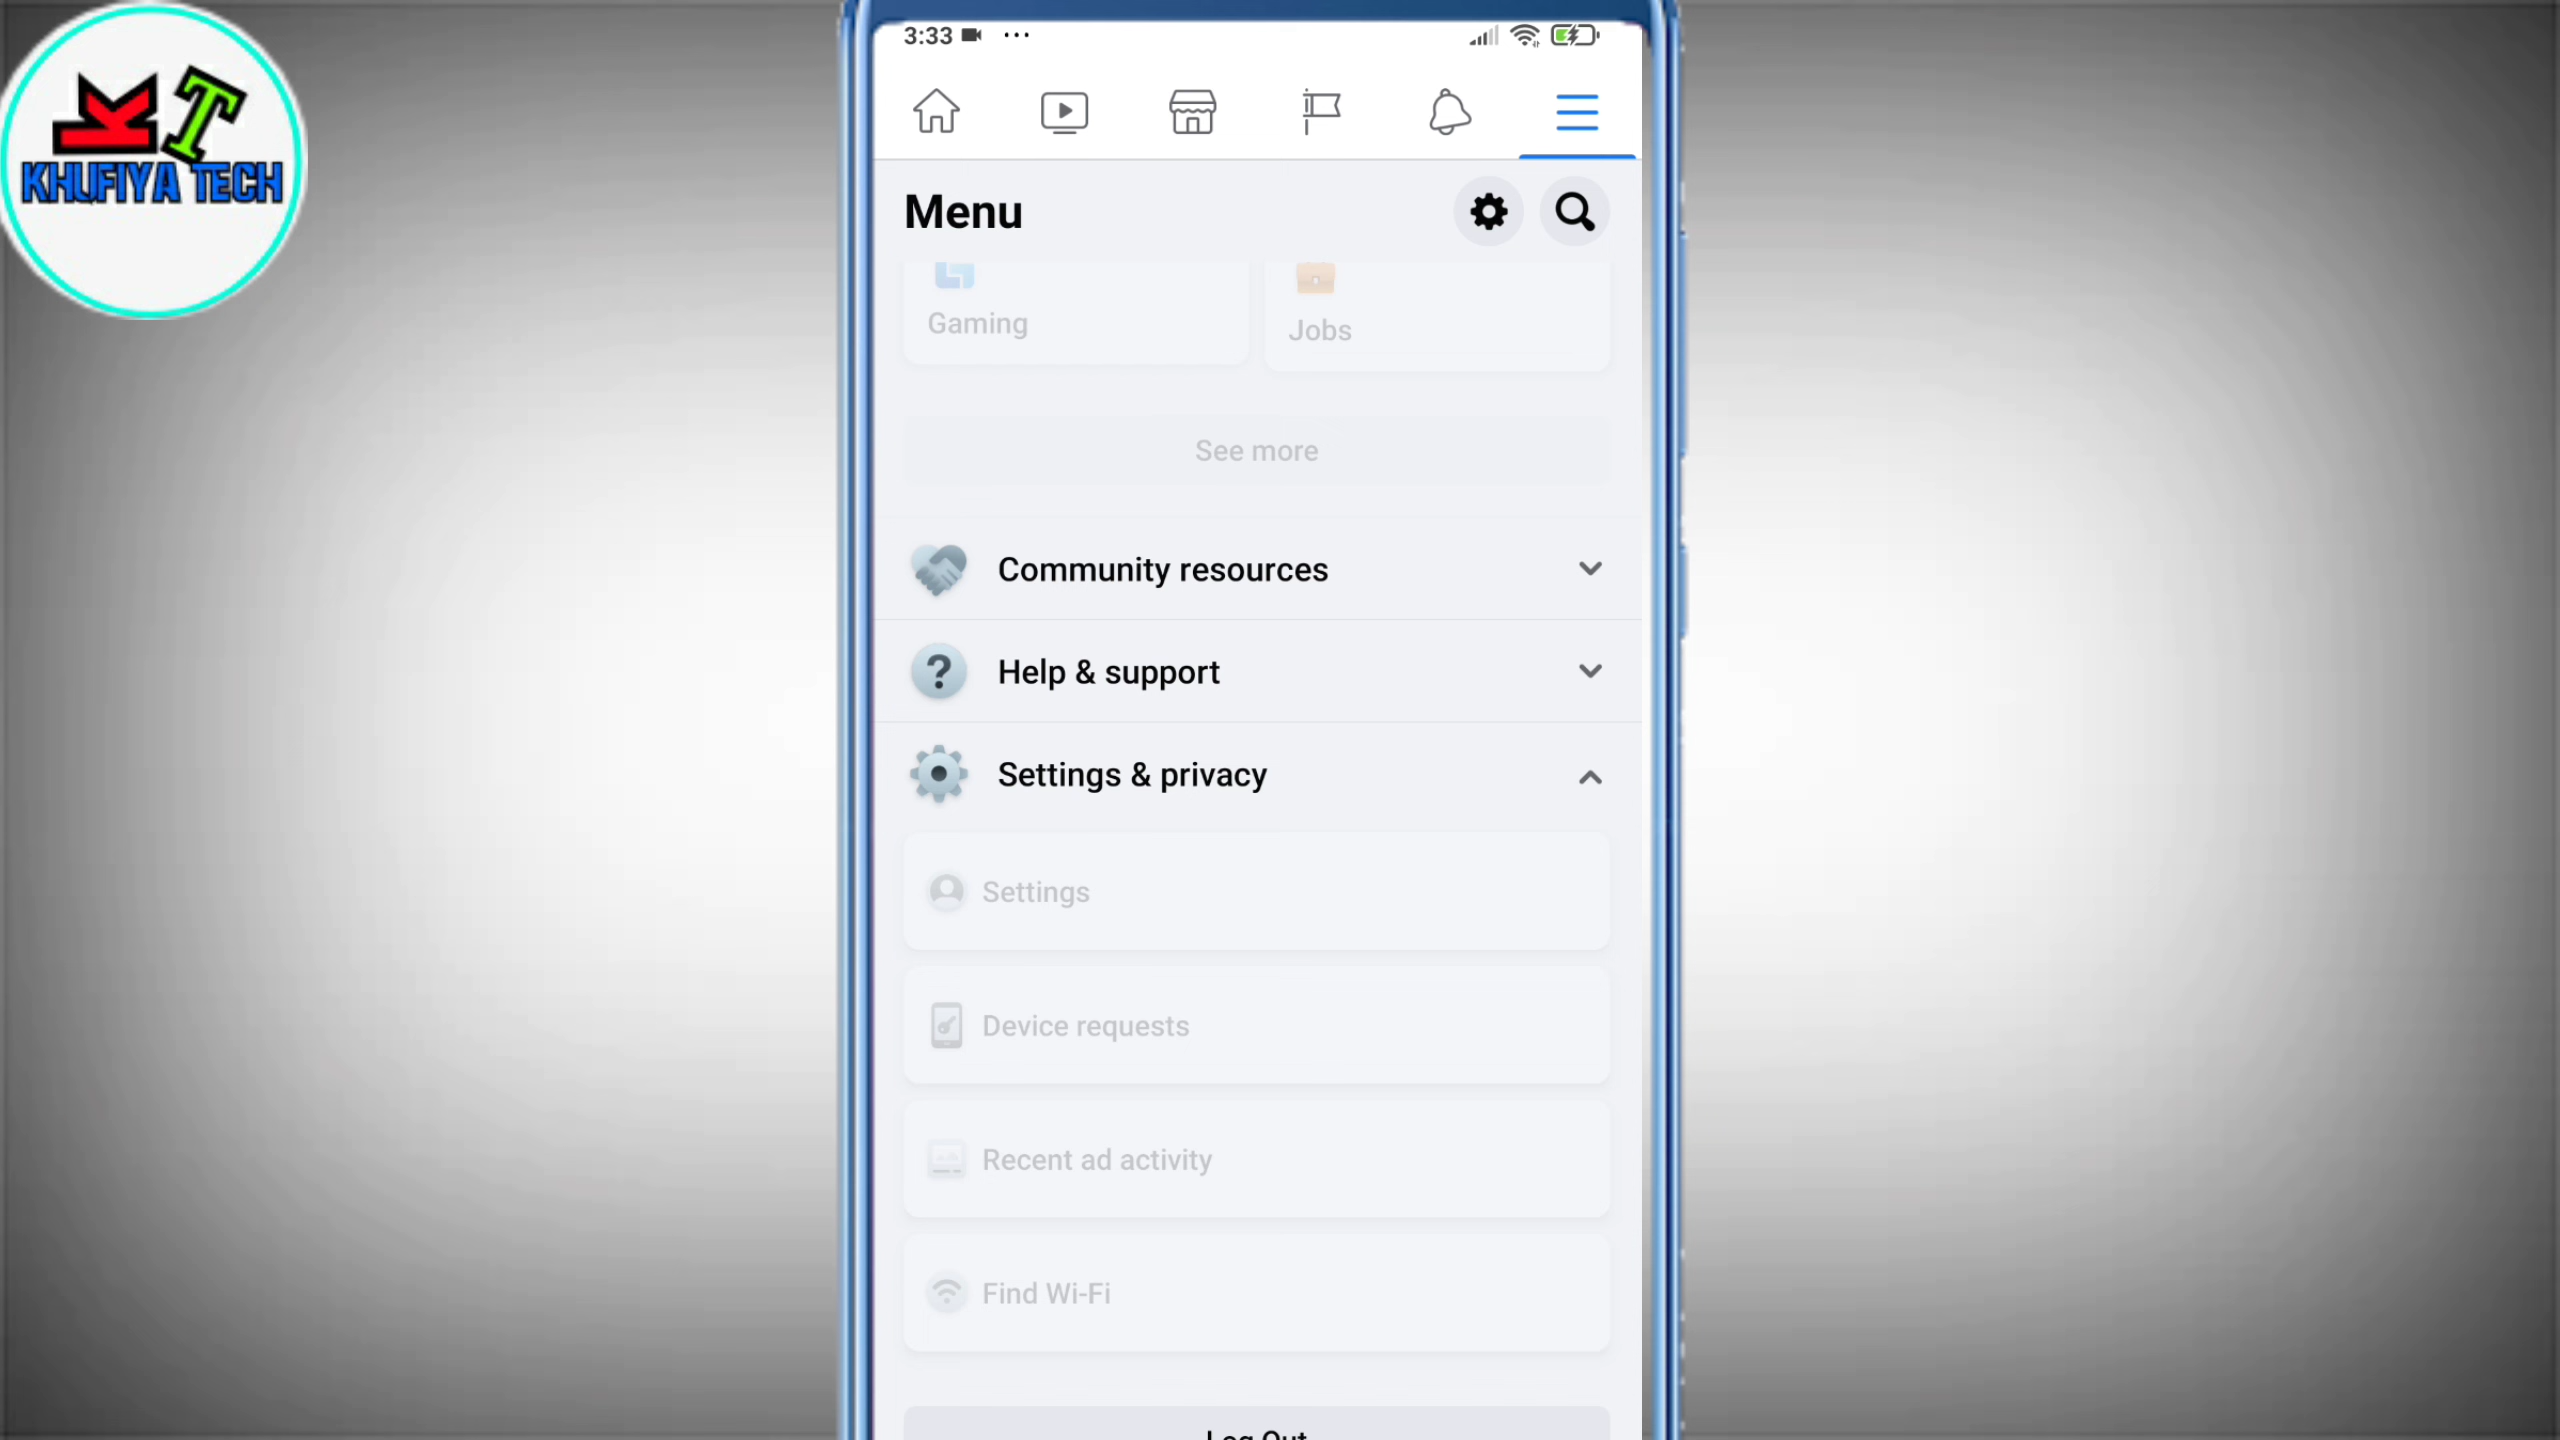 KT
KHUFIYA TECH
3:33
Menu
Gaming
Jobs
See more
Community resources
Help & support
Settings & privacy
Settings
Device requests
Recent ad activity
Find Wi-Fi
Log Out